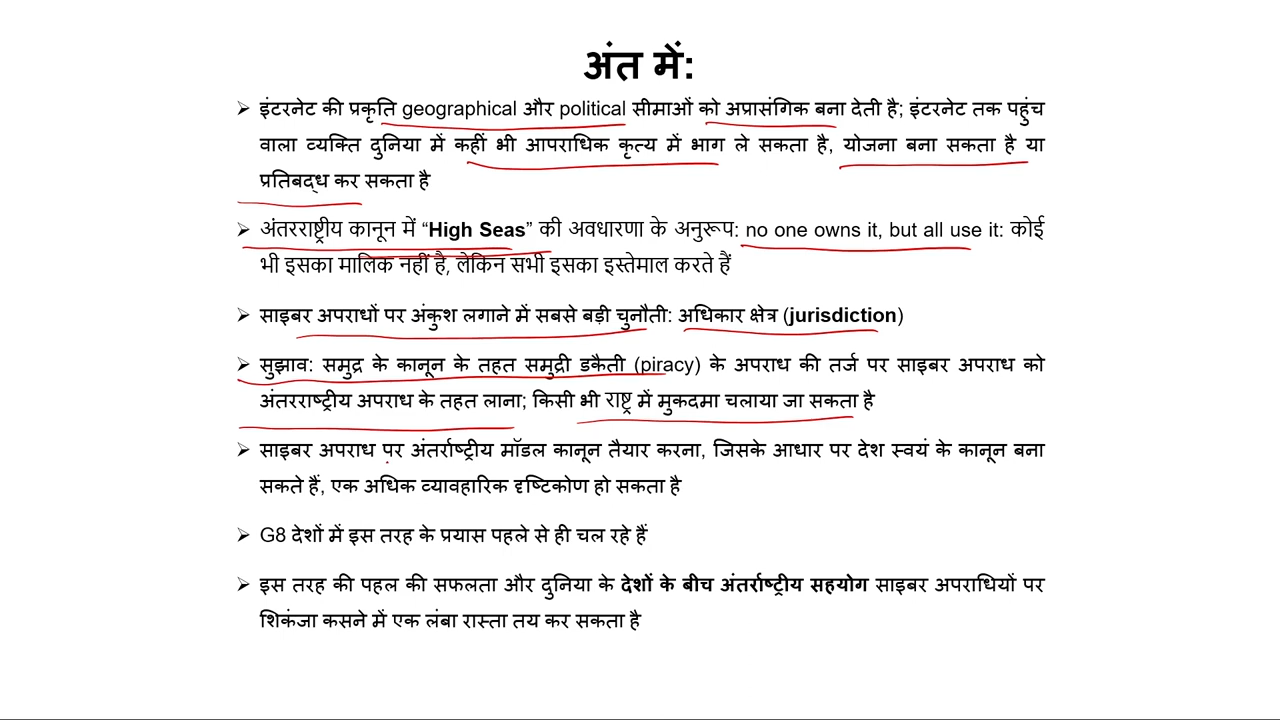 अंत में:
➢ इंटरनेट की प्रकृति geographical और political सीमाओं को अप्रासंगिक बना देती है; इंटरनेट तक पहुंच
वाला व्यक्ति दुनिया में कहीं भी आपराधिक कृत्य में भाग ले सकता है, योजना बना सकता है या
प्रतिबद्ध कर सकता है
➢ अंतरराष्ट्रीय कानून में “High Seas” की अवधारणा के अनुरूप: no one owns it, but all use it: कोई
भी इसका मालिक नहीं है, लेकिन सभी इसका इस्तेमाल करते हैं
➢ साइबर अपराधों पर अंकुश लगाने में सबसे बड़ी चुनौती: अधिकार क्षेत्र (jurisdiction)
➢ सुझाव: समुद्र के कानून के तहत समुद्री डकैती (piracy) के अपराध की तर्ज पर साइबर अपराध को
अंतरराष्ट्रीय अपराध के तहत लाना; किसी भी राष्ट्र में मुकदमा चलाया जा सकता है
➢ साइबर अपराध पर अंतर्राष्ट्रीय मॉडल कानून तैयार करना, जिसके आधार पर देश स्वयं के कानून बना
सकते हैं, एक अधिक व्यावहारिक दृष्टिकोण हो सकता है
➢ G8 देशों में इस तरह के प्रयास पहले से ही चल रहे हैं
➢ इस तरह की पहल की सफलता और दुनिया के देशों के बीच अंतर्राष्ट्रीय सहयोग साइबर अपराधियों पर
शिकंजा कसने में एक लंबा रास्ता तय कर सकता है